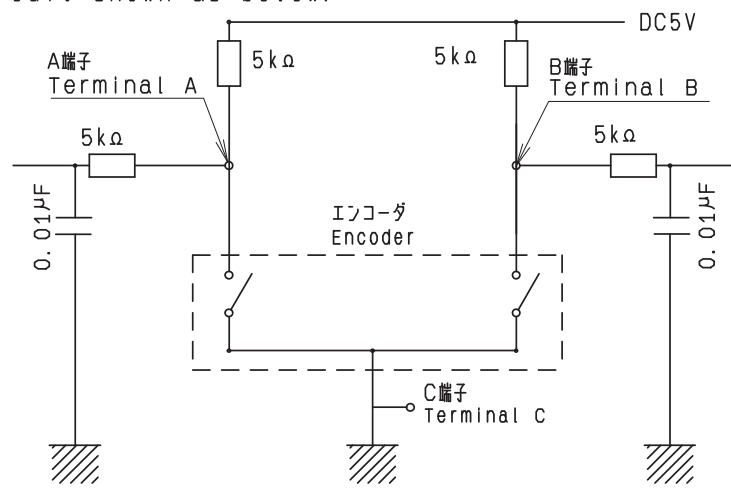 DC5V
5kΩ
5kΩ
A端子
Terminal A
B端子
Terminal B
5kΩ
5kΩ
0.01μF
0.01μF
エンコーダ
Encoder
C端子
Terminal C